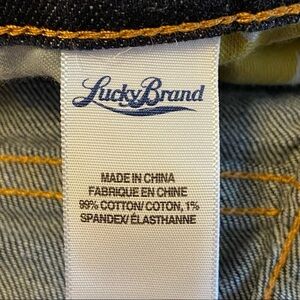 Lucky Brand
MADE IN CHINA
FABRIQUE EN CHINE
99% COTTON/ COTON, 1%
SPANDEX/ ÉLASTHANNE